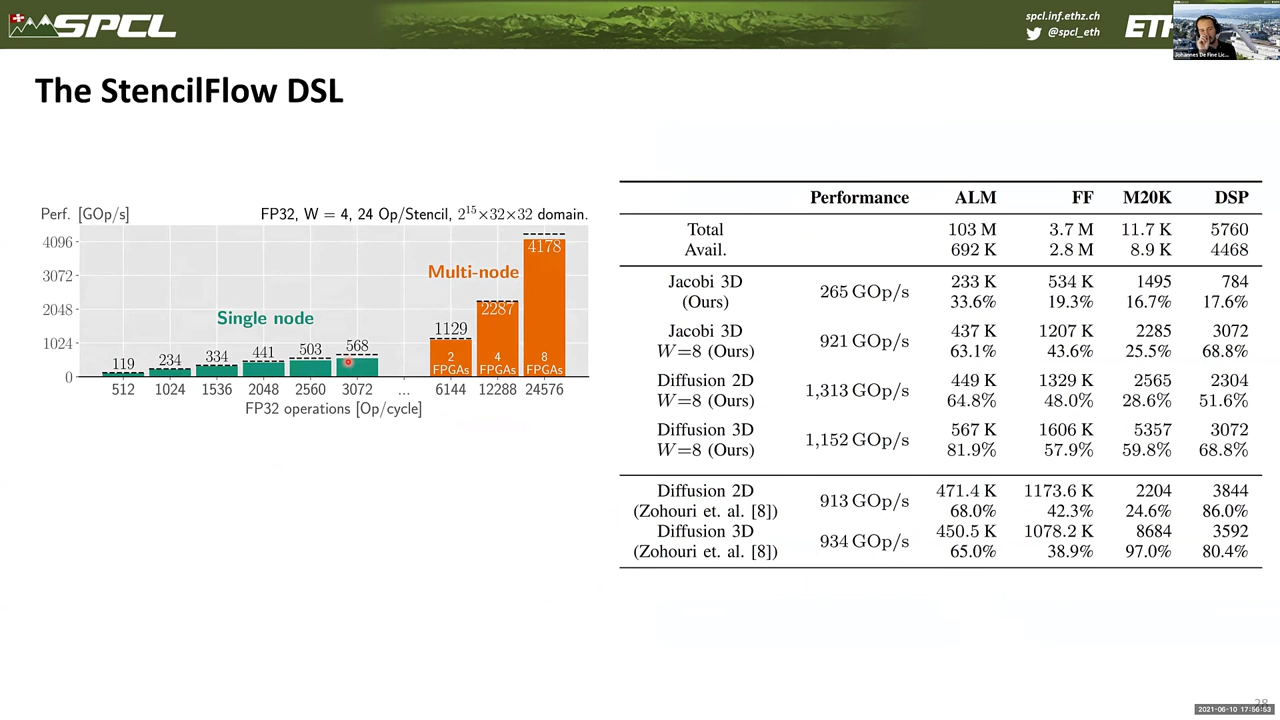 SPCL
spcl.inf.ethz.ch
@spcl_eth
ETH
Johannes De Fine Lic...
The StencilFlow DSL
Perf. [GOp/s]
FP32, W = 4, 24 Op/Stencil, 2^15×32×32 domain.
4096
3072
2048
1024
0
Single node
Multi-node
119
234
334
441
503
568
1129
2287
4178
2 FPGAs
4 FPGAs
8 FPGAs
512 1024 1536 2048 2560 3072 ... 6144 12288 24576
FP32 operations [Op/cycle]
Performance ALM FF M20K DSP
Total 103 M 3.7 M 11.7 K 5760
Avail. 692 K 2.8 M 8.9 K 4468
Jacobi 3D 233 K 534 K 1495 784
(Ours) 265 GOp/s 33.6% 19.3% 16.7% 17.6%
Jacobi 3D 437 K 1207 K 2285 3072
W=8 (Ours) 921 GOp/s 63.1% 43.6% 25.5% 68.8%
Diffusion 2D 449 K 1329 K 2565 2304
W=8 (Ours) 1,313 GOp/s 64.8% 48.0% 28.6% 51.6%
Diffusion 3D 567 K 1606 K 5357 3072
W=8 (Ours) 1,152 GOp/s 81.9% 57.9% 59.8% 68.8%
Diffusion 2D 471.4 K 1173.6 K 2204 3844
(Zohouri et. al. [8]) 913 GOp/s 68.0% 42.3% 24.6% 86.0%
Diffusion 3D 450.5 K 1078.2 K 8684 3592
(Zohouri et. al. [8]) 934 GOp/s 65.0% 38.9% 97.0% 80.4%
28
2021-06-10 17:56:53